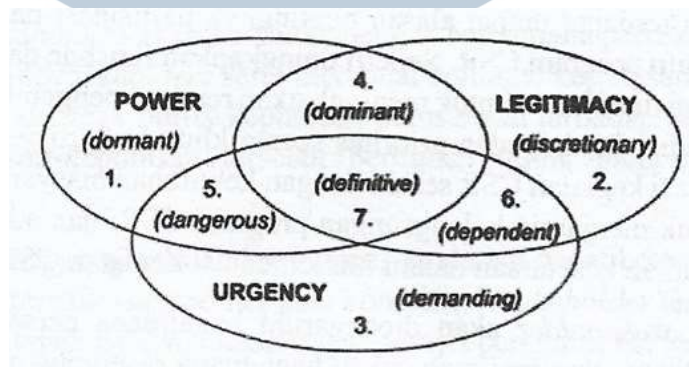 POWER
(dormant)
1.
4.
(dominant)
LEGITIMACY
(discretionary)
2.
5.
(dangerous)
(definitive)
7.
6.
(dependent)
URGENCY
(demanding)
3.